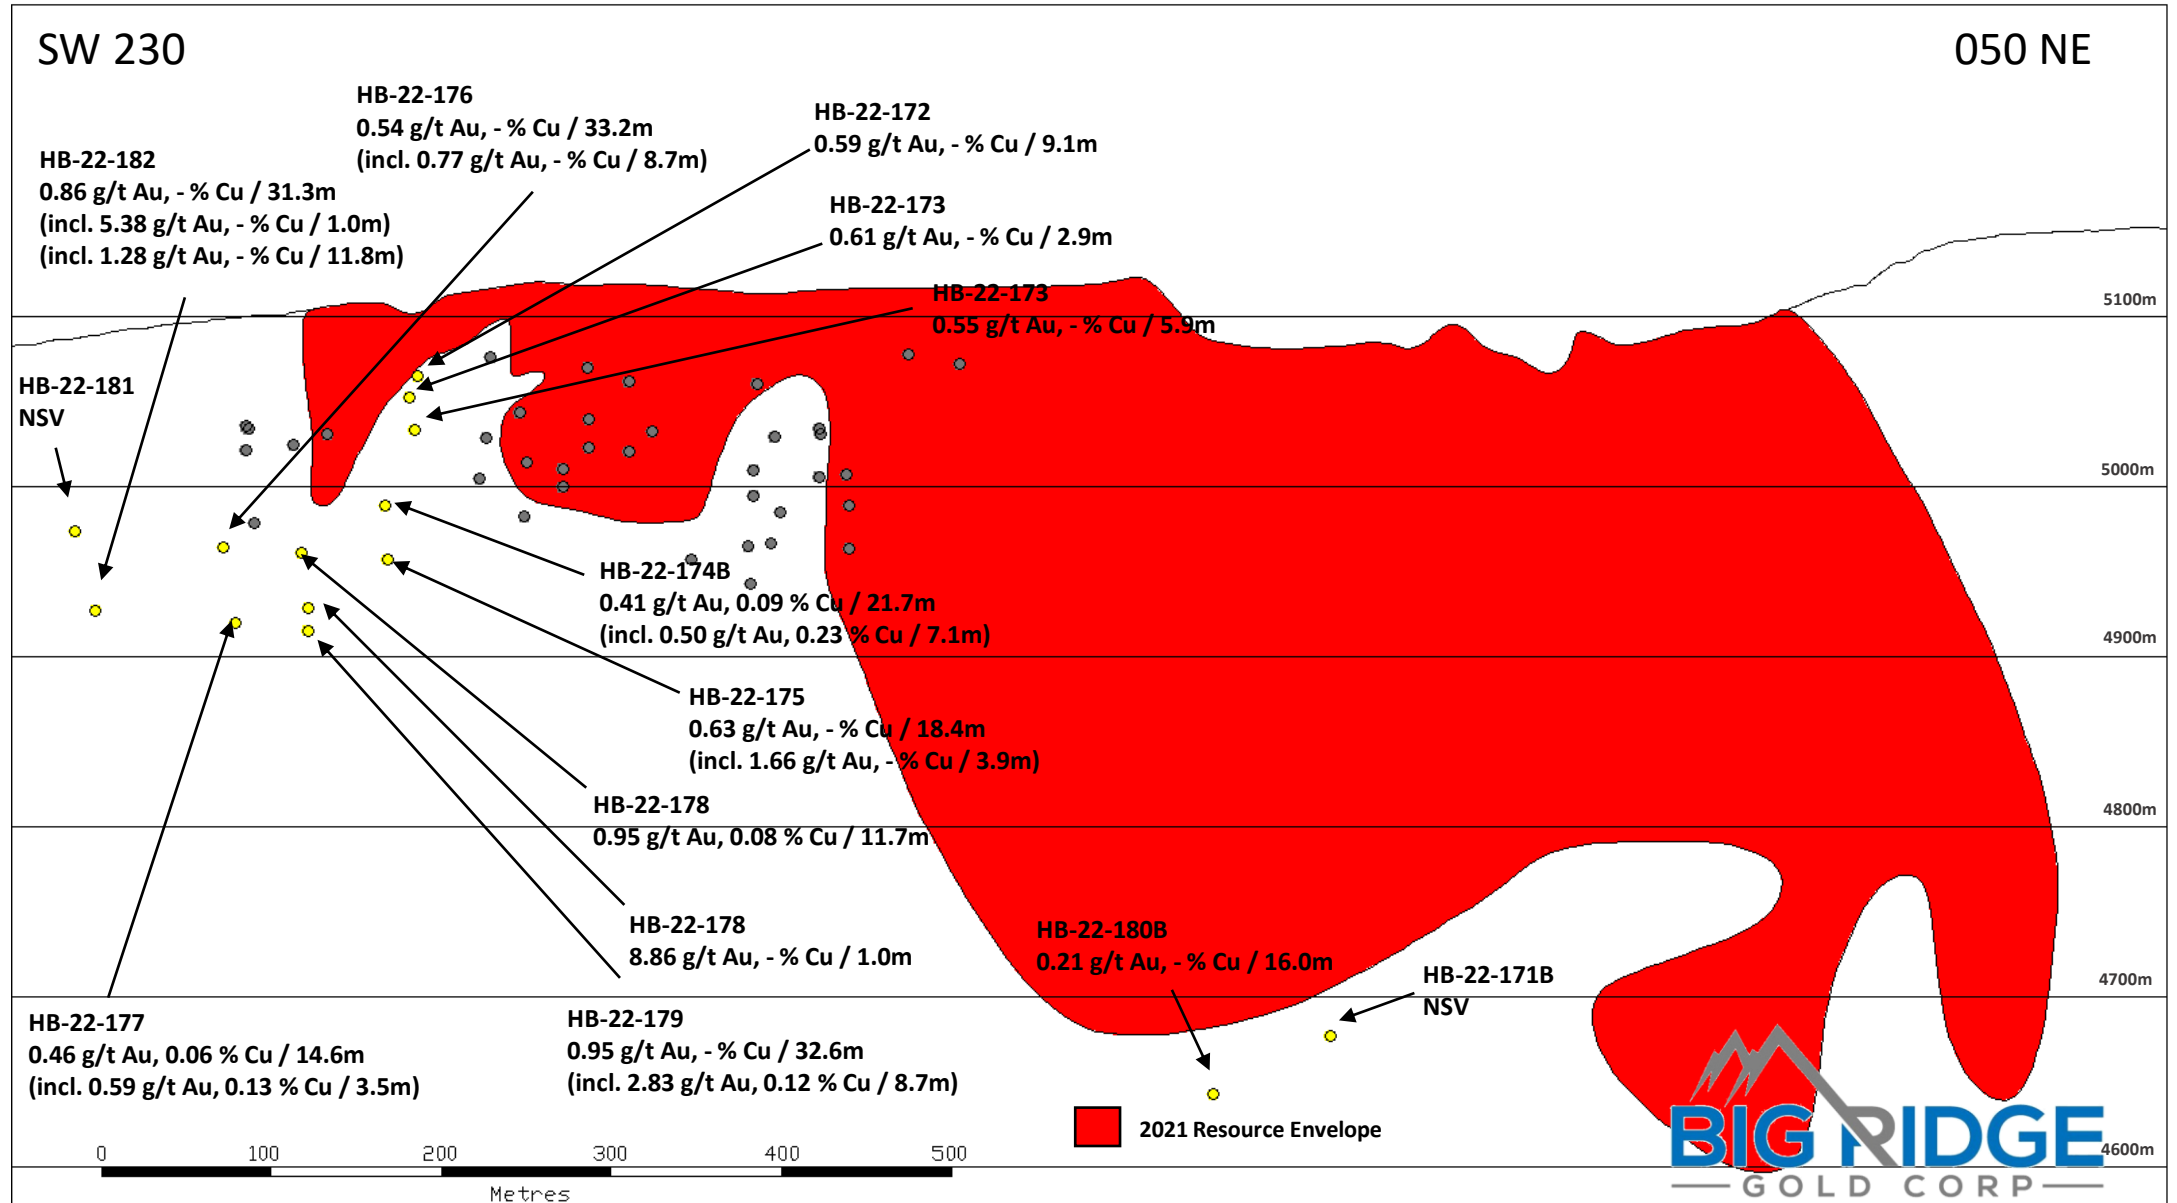 SW 230
050 NE
HB-22-176
0.54 g/t Au, - % Cu / 33.2m
(incl. 0.77 g/t Au, - % Cu / 8.7m)
HB-22-172
0.59 g/t Au, - % Cu / 9.1m
HB-22-182
0.86 g/t Au, - % Cu / 31.3m
(incl. 5.38 g/t Au, - % Cu / 1.0m)
(incl. 1.28 g/t Au, - % Cu / 11.8m)
HB-22-173
0.61 g/t Au, - % Cu / 2.9m
HB-22-173
0.55 g/t Au, - % Cu / 5.9m
5100m
HB-22-181
NSV
5000m
HB-22-174B
0.41 g/t Au, 0.09 % Cu / 21.7m
(incl. 0.50 g/t Au, 0.23 % Cu / 7.1m)
4900m
HB-22-175
0.63 g/t Au, - % Cu / 18.4m
(incl. 1.66 g/t Au, - % Cu / 3.9m)
HB-22-178
0.95 g/t Au, 0.08 % Cu / 11.7m
4800m
HB-22-178
8.86 g/t Au, - % Cu / 1.0m
HB-22-180B
0.21 g/t Au, - % Cu / 16.0m
HB-22-171B
NSV
4700m
HB-22-177
0.46 g/t Au, 0.06 % Cu / 14.6m
(incl. 0.59 g/t Au, 0.13 % Cu / 3.5m)
HB-22-179
0.95 g/t Au, - % Cu / 32.6m
(incl. 2.83 g/t Au, 0.12 % Cu / 8.7m)
2021 Resource Envelope
BIG RIDGE
GOLD CORP
4600m
0 100 200 300 400 500
Metres